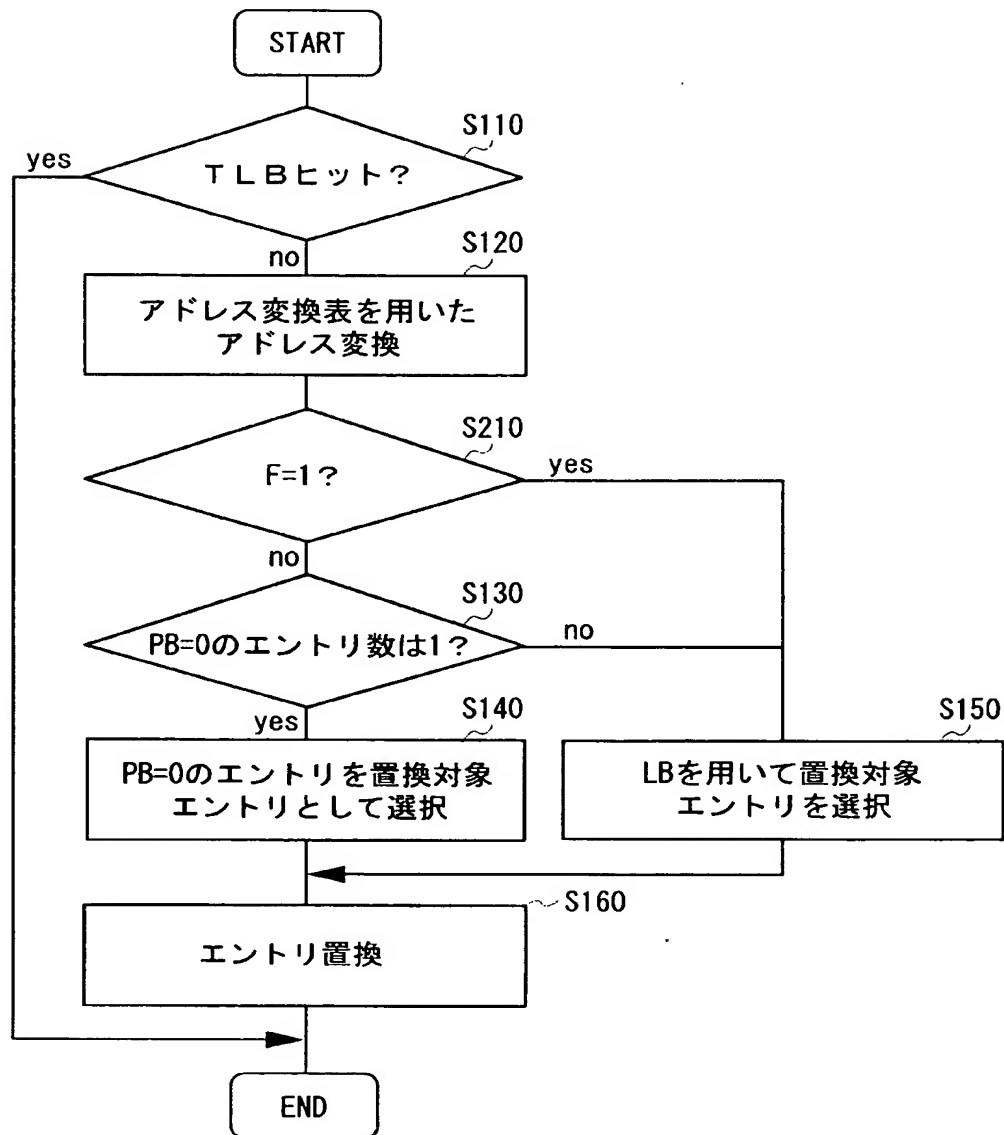 START
S110
yes
TLBヒット?
no
S120
アドレス変換表を用いた
アドレス変換
S210
F=1?
yes
no
S130
PB=0のエントリ数は1?
no
yes
S140
PB=0のエントリを置換対象
エントリとして選択
S150
LBを用いて置換対象
エントリを選択
S160
エントリ置換
END